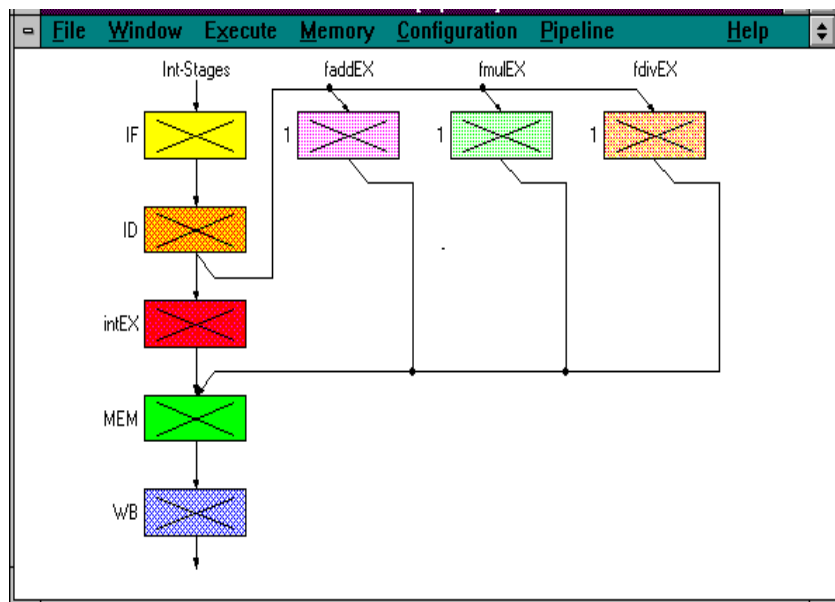 File Window Execute Memory Configuration Pipeline Help
Int-Stages faddEX fmulEX fdivEX
IF 1 1 1
ID
intEX
MEM
WB